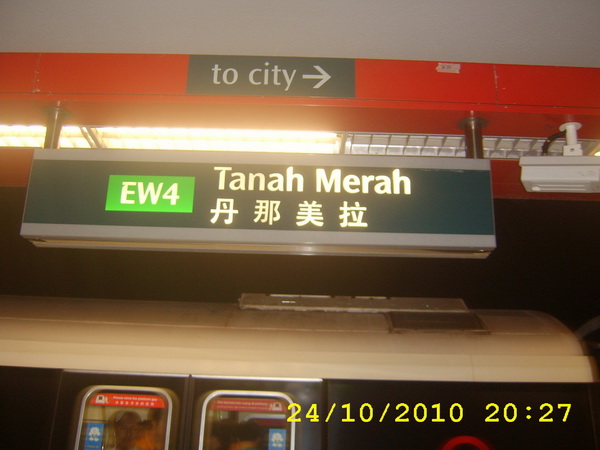 to city →
EW4
Tanah Merah
丹那美拉
24/10/2010 20:27